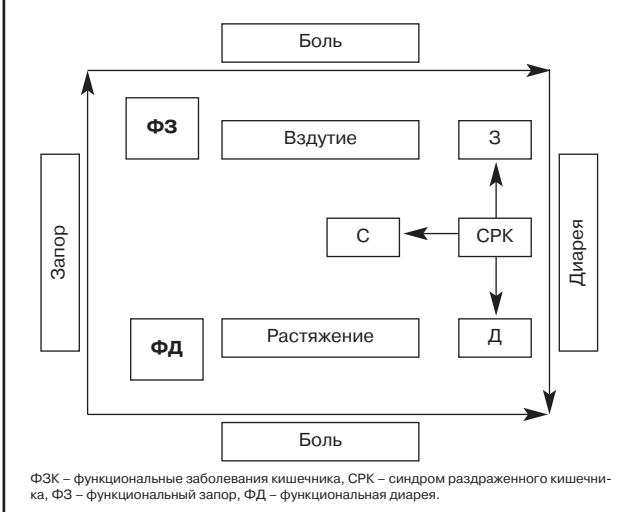 Боль
ФЗ
Вздутие
З
Запор
С
СРК
Диарея
ФД
Растяжение
Д
Боль
ФЗК – функциональные заболевания кишечника, СРК – синдром раздраженного кишечни-
ка, ФЗ – функциональный запор, ФД – функциональная диарея.